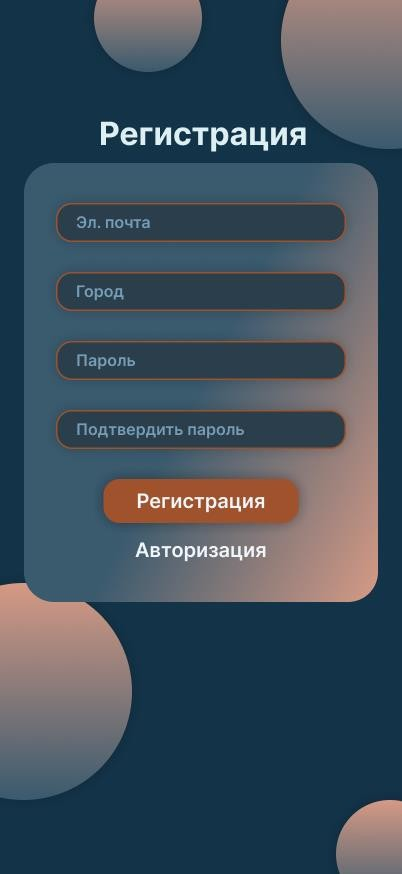 Регистрация
Эл. почта
Город
Пароль
Подтвердить пароль
Регистрация
Авторизация